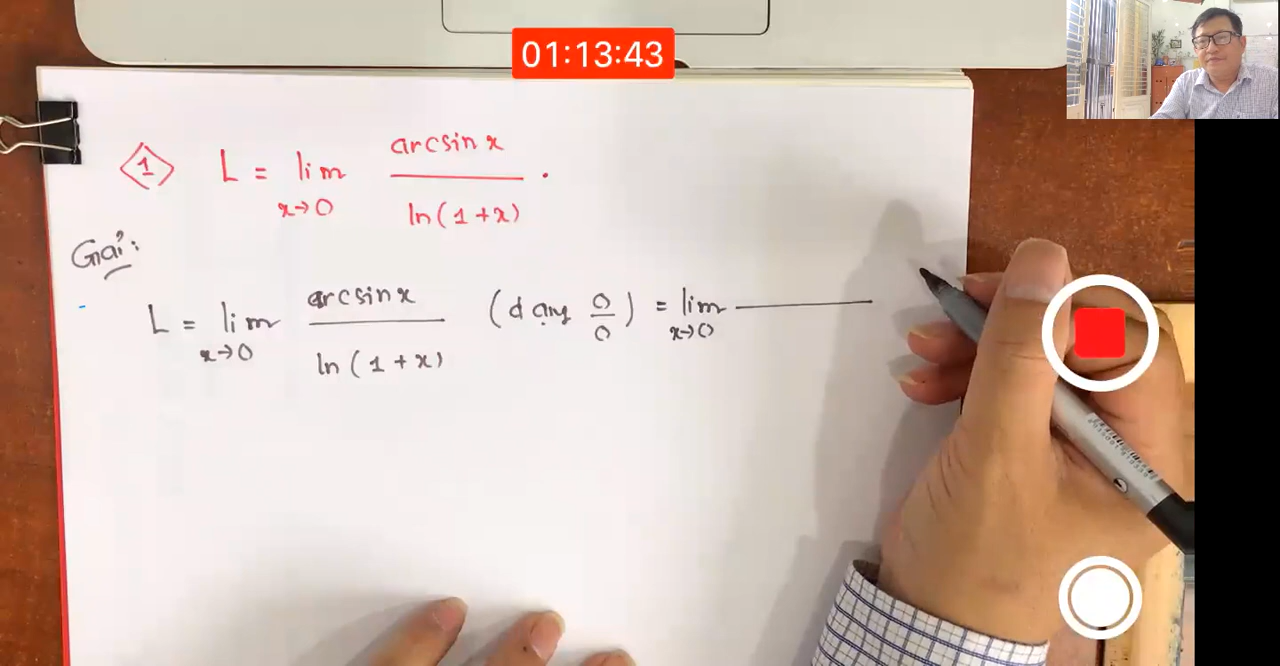 01:13:43
1 L = lim x→0 arcsin x / ln(1+x) .
Giải:
L = lim x→0 arcsin x / ln(1+x) (dạng 0/0) = lim x→0